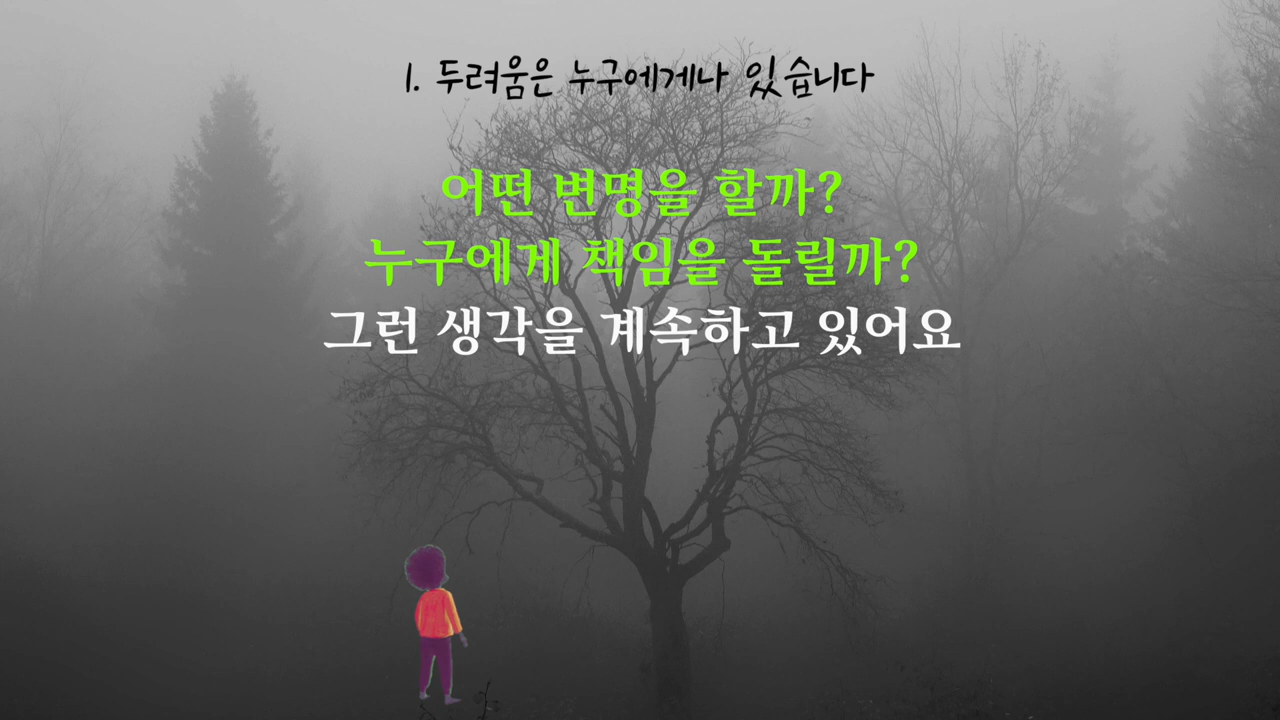 1. 두려움은 누구에게나 있습니다
어떤 변명을 할까?
누구에게 책임을 돌릴까?
그런 생각을 계속하고 있어요